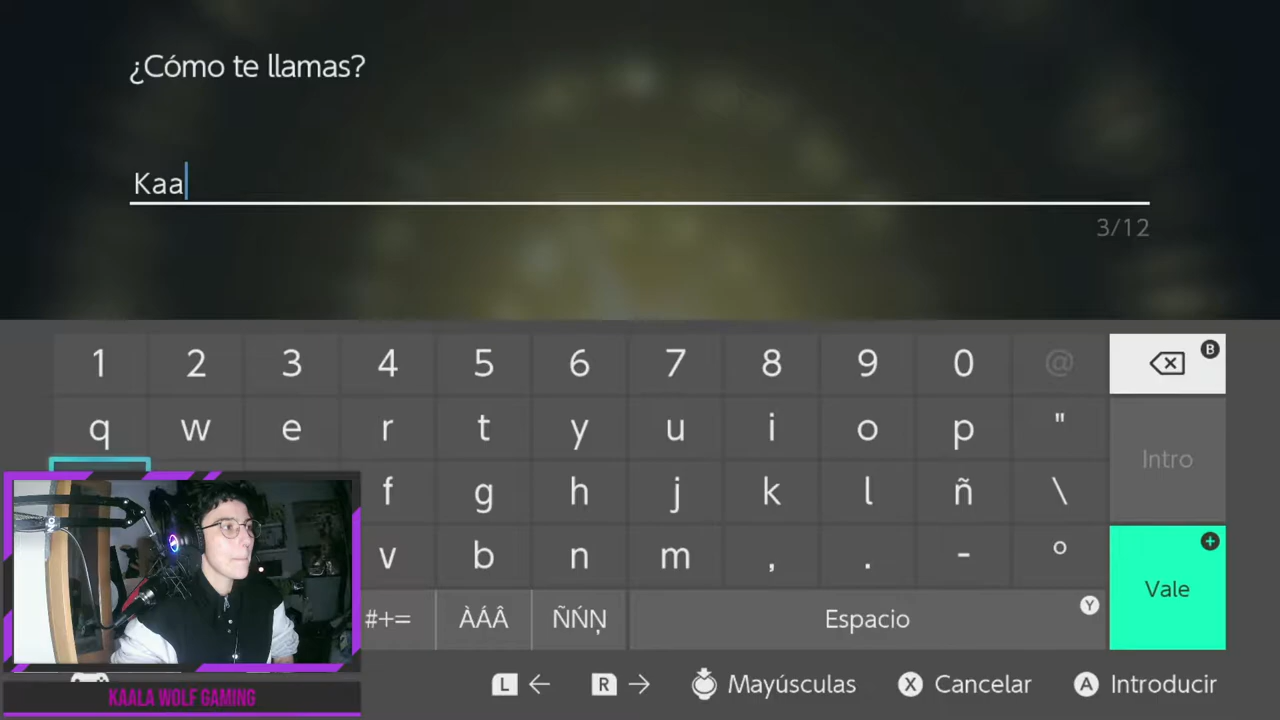 ¿Cómo te llamas?
Kaa
3/12
1 2 3 4 5 6 7 8 9 0 @ B
q w e r t y u i o p "
Intro
f g h j k l ñ \
v b n m , . - º +
Vale
#+= ÀÁÂ ÑŃŅ Espacio Y
L ← R → Mayúsculas X Cancelar A Introducir
KAALA WOLF GAMING